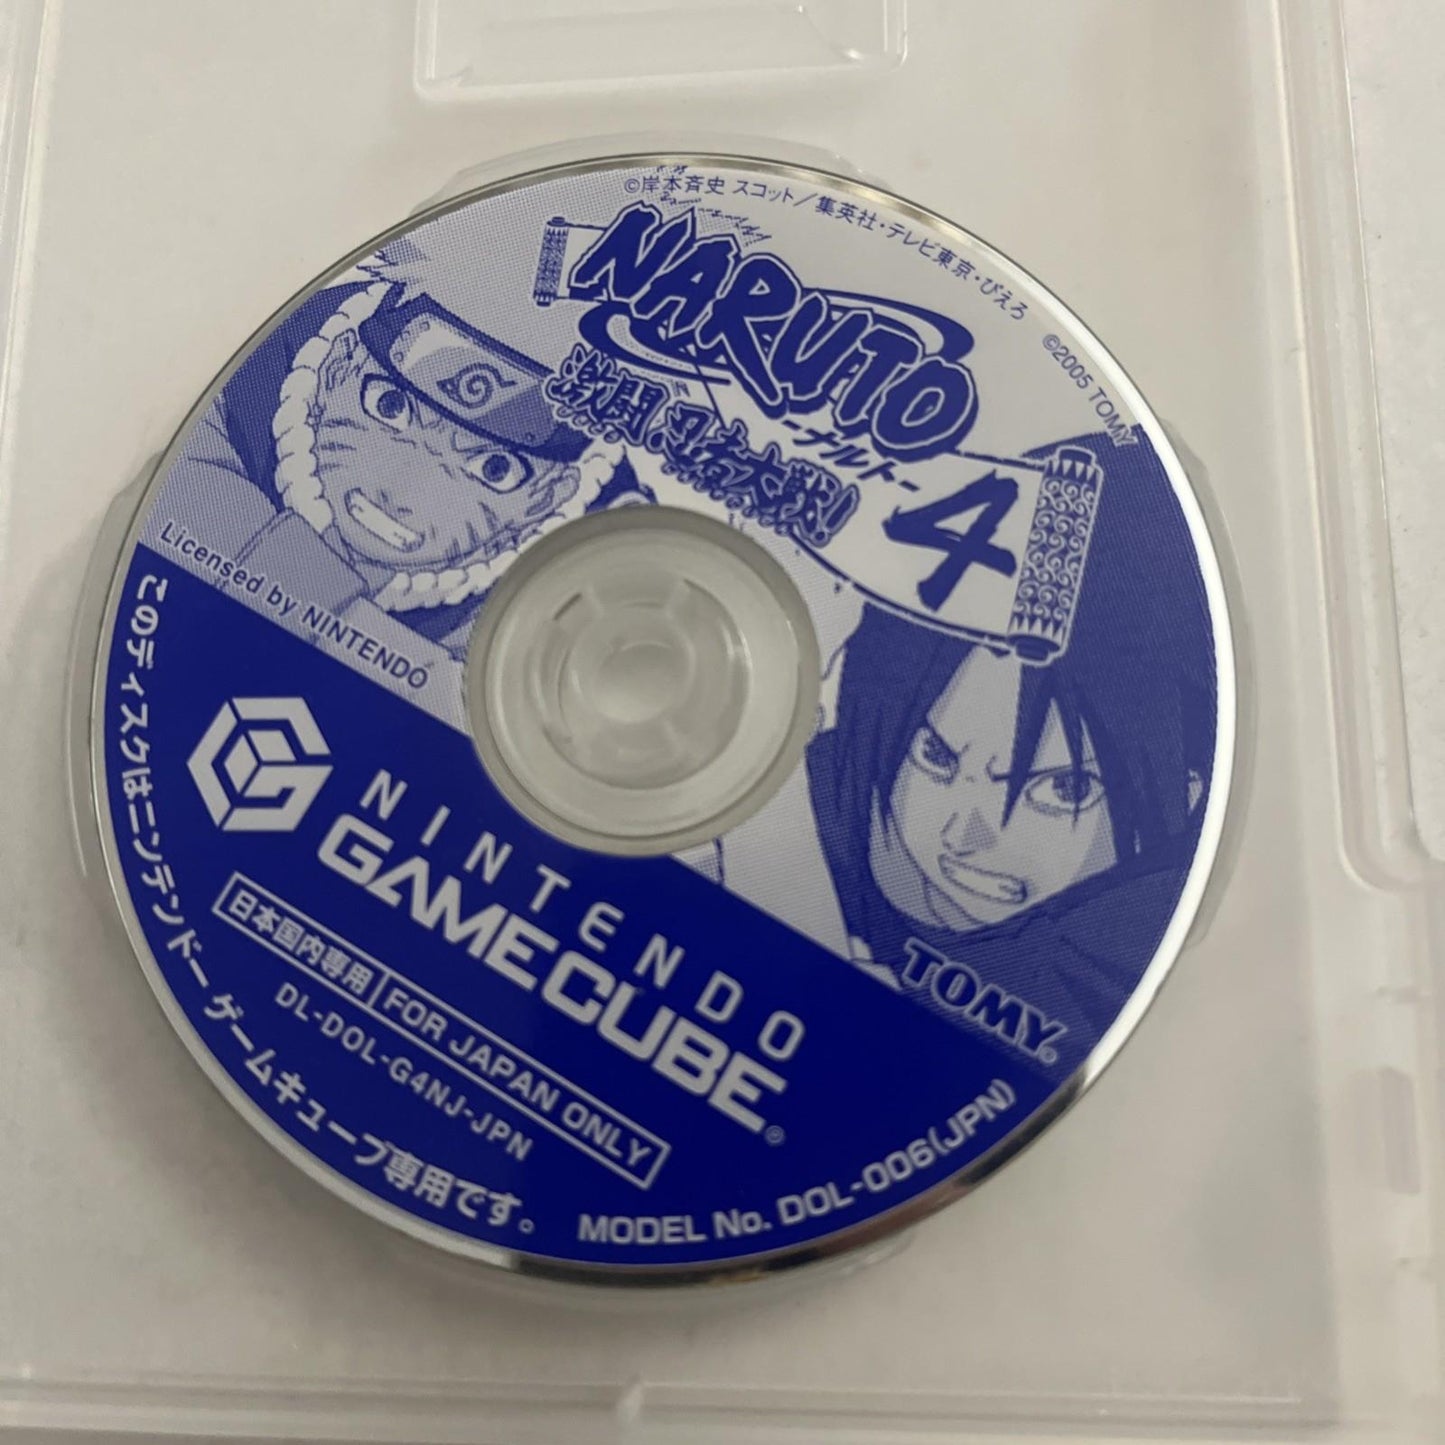 ©岸本斉史 スコット／集英社・テレビ東京・ぴえろ ©2005 TOMY
NARUTO
ーナルトー
激闘忍者大戦!
4
Licensed by NINTENDO
NINTENDO
GAMECUBE®
TOMY®
日本国内専用 FOR JAPAN ONLY
DL-DOL-G4NJ-JPN
このディスクはニンテンドーゲームキューブ専用です。
MODEL No. DOL-006(JPN)